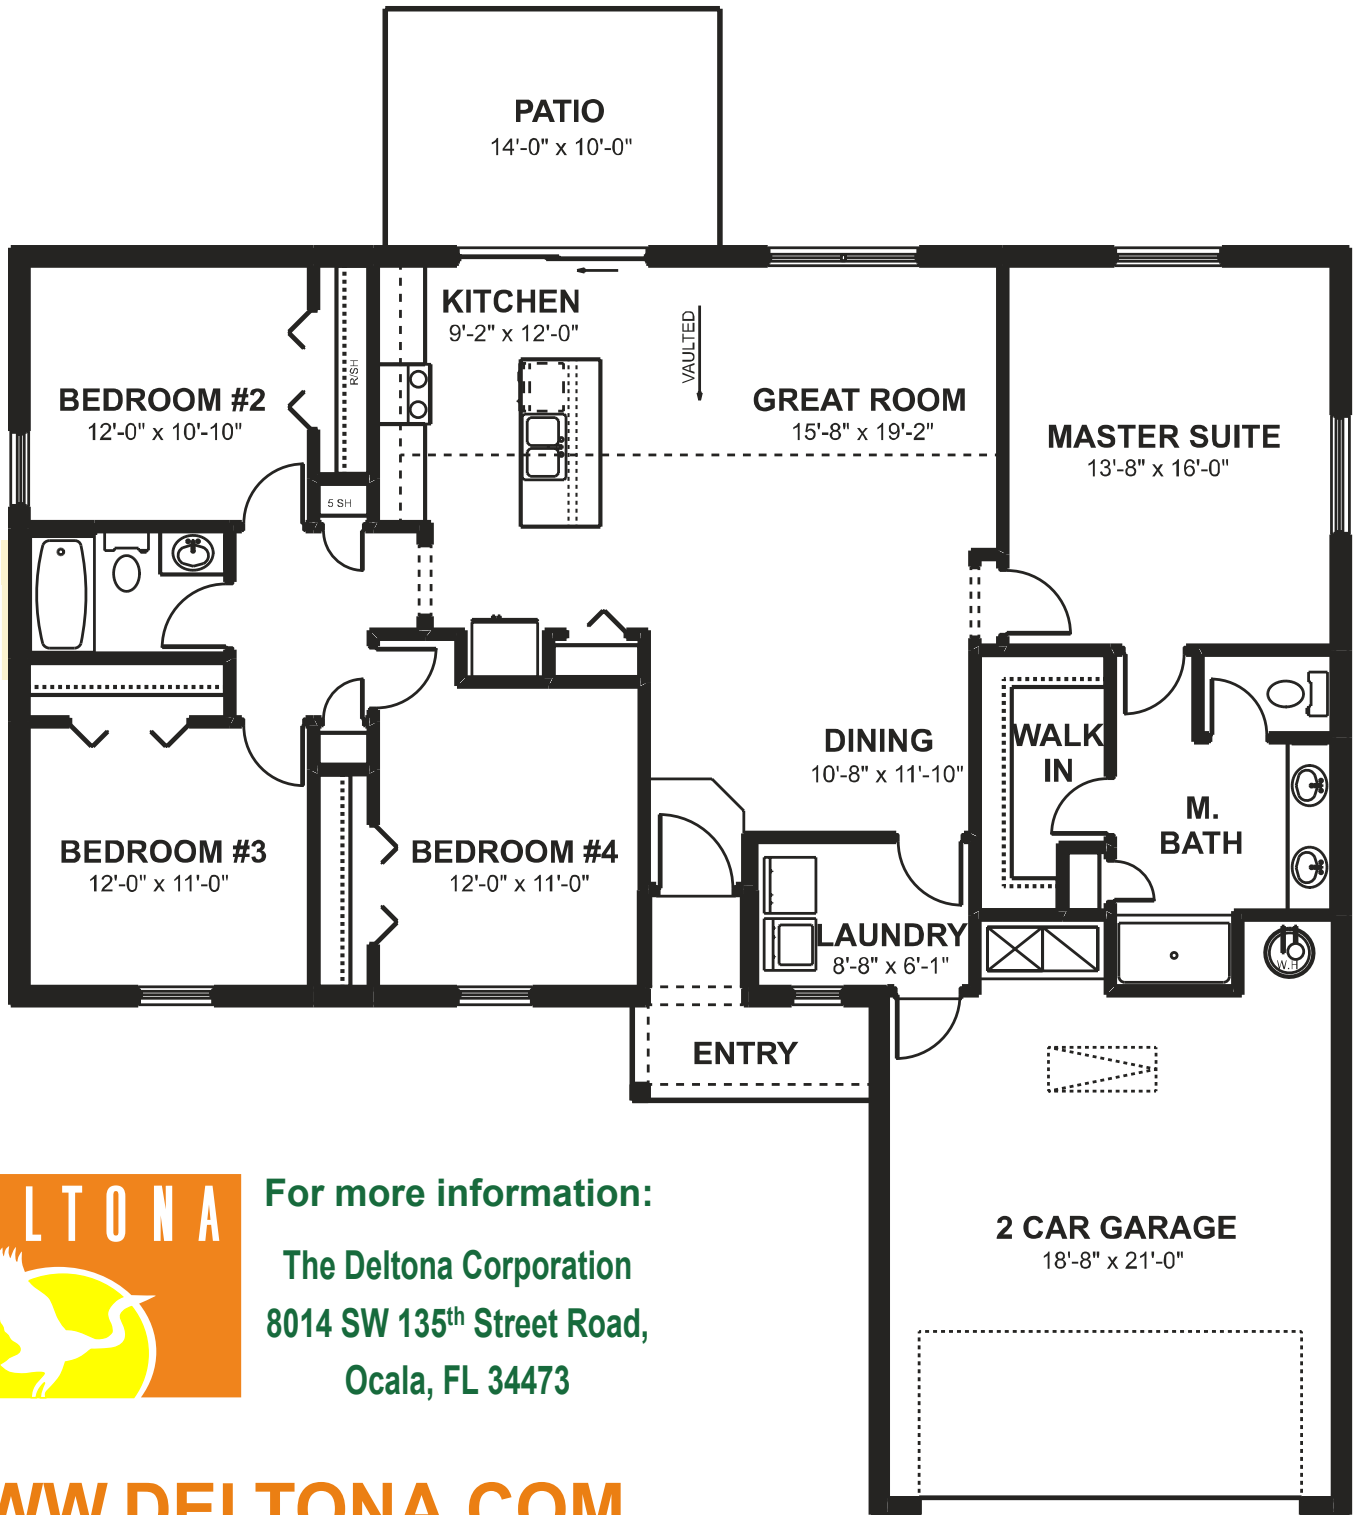 PATIO
14'-0" x 10'-0"
KITCHEN
9'-2" x 12'-0"
VAULTED
R/SH
BEDROOM #2
12'-0" x 10'-10"
GREAT ROOM
15'-8" x 19'-2"
MASTER SUITE
13'-8" x 16'-0"
5 SH
DINING
10'-8" x 11'-10"
WALK
IN
M.
BATH
BEDROOM #3
12'-0" x 11'-0"
BEDROOM #4
12'-0" x 11'-0"
LAUNDRY
8'-8" x 6'-1"
W.H
ENTRY
2 CAR GARAGE
18'-8" x 21'-0"
LTONA
For more information:
The Deltona Corporation
8014 SW 135th Street Road,
Ocala, FL 34473
WW.DELTONA.COM